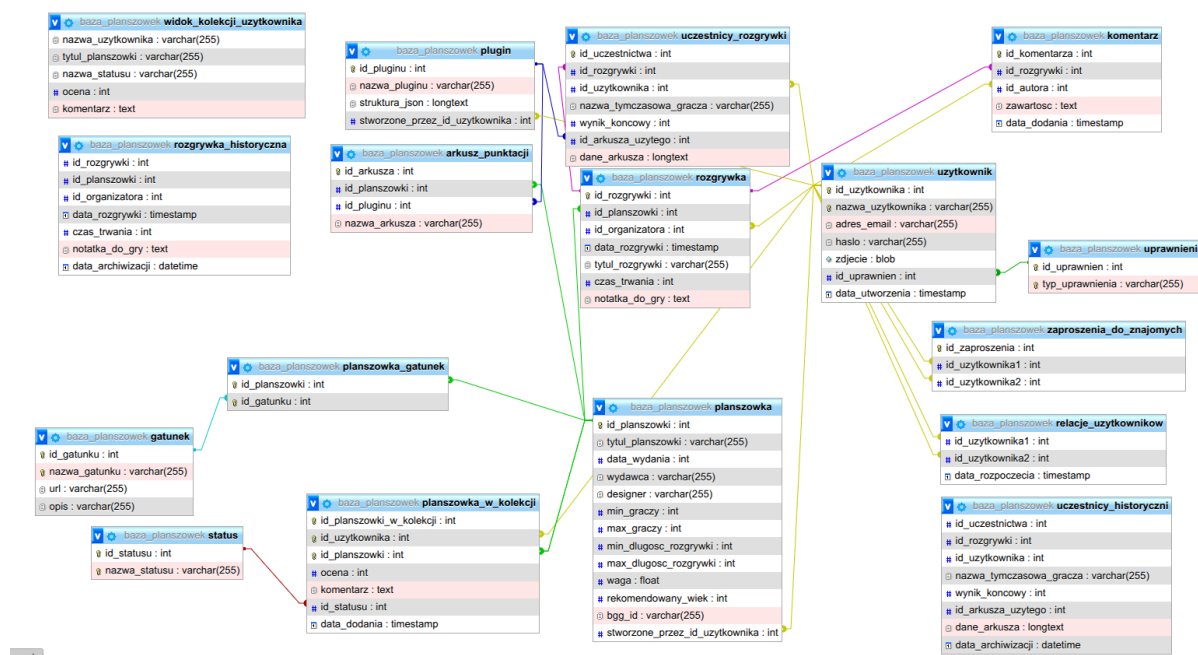 baza_planszowek widok_kolekcji_uzytkownika
nazwa_uzytkownika : varchar(255)
tytul_planszowki : varchar(255)
nazwa_statusu : varchar(255)
ocena : int
komentarz : text
baza_planszowek rozgrywka_historyczna
id_rozgrywki : int
id_planszowki : int
id_organizatora : int
data_rozgrywki : timestamp
czas_trwania : int
notatka_do_gry : text
data_archiwizacji : datetime
baza_planszowek plugin
id_pluginu : int
nazwa_pluginu : varchar(255)
struktura_json : longtext
stworzone_przez_id_uzytkownika : int
baza_planszowek arkusz_punktacji
id_arkusza : int
id_planszowki : int
id_pluginu : int
nazwa_arkusza : varchar(255)
baza_planszowek uczestnicy_rozgrywki
id_uczestnictwa : int
id_rozgrywki : int
id_uzytkownika : int
nazwa_tymczasowa_gracza : varchar(255)
wynik_koncowy : int
id_arkusza_uzytego : int
dane_arkusza : longtext
baza_planszowek rozgrywka
id_rozgrywki : int
id_planszowki : int
id_organizatora : int
data_rozgrywki : timestamp
tytul_rozgrywki : varchar(255)
czas_trwania : int
notatka_do_gry : text
baza_planszowek komentarz
id_komentarza : int
id_rozgrywki : int
id_autora : int
zawartosc : text
data_dodania : timestamp
baza_planszowek uzytkownik
id_uzytkownika : int
nazwa_uzytkownika : varchar(255)
adres_email : varchar(255)
haslo : varchar(255)
zdjecie : blob
id_uprawnien : int
data_utworzenia : timestamp
baza_planszowek uprawnieni
id_uprawnien : int
typ_uprawnienia : varchar(255)
baza_planszowek zaproszenia_do_znajomych
id_zaproszenia : int
id_uzytkownika1 : int
id_uzytkownika2 : int
baza_planszowek relacje_uzytkownikow
id_uzytkownika1 : int
id_uzytkownika2 : int
data_rozpoczecia : timestamp
baza_planszowek uczestnicy_historyczni
id_uczestnictwa : int
id_rozgrywki : int
id_uzytkownika : int
nazwa_tymczasowa_gracza : varchar(255)
wynik_koncowy : int
id_arkusza_uzytego : int
dane_arkusza : longtext
data_archiwizacji : datetime
baza_planszowek planszowka_gatunek
id_planszowki : int
id_gatunku : int
baza_planszowek gatunek
id_gatunku : int
nazwa_gatunku : varchar(255)
url : varchar(255)
opis : varchar(255)
baza_planszowek status
id_statusu : int
nazwa_statusu : varchar(255)
baza_planszowek planszowka_w_kolekcji
id_planszowki_w_kolekcji : int
id_uzytkownika : int
id_planszowki : int
ocena : int
komentarz : text
id_statusu : int
data_dodania : timestamp
baza_planszowek planszowka
id_planszowki : int
tytul_planszowki : varchar(255)
data_wydania : int
wydawca : varchar(255)
designer : varchar(255)
min_graczy : int
max_graczy : int
min_dlugosc_rozgrywki : int
max_dlugosc_rozgrywki : int
waga : float
rekomendowany_wiek : int
bgg_id : varchar(255)
stworzone_przez_id_uzytkownika : int